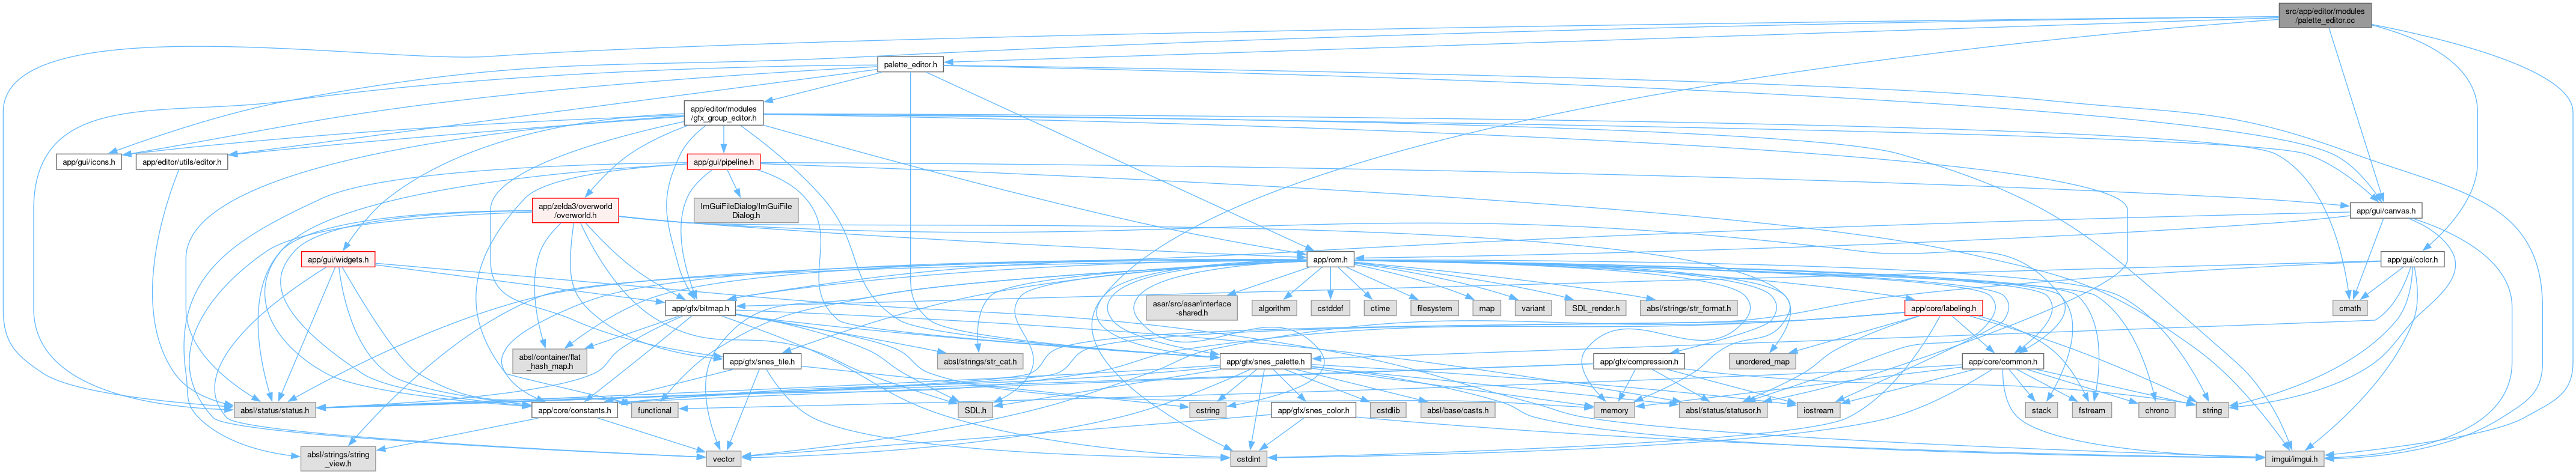 src/app/editor/modules
/palette_editor.cc
palette_editor.h
app/editor/modules
/gfx_group_editor.h
app/gui/icons.h
app/editor/utils/editor.h
app/gui/pipeline.h
app/zelda3/overworld
/overworld.h
ImGuiFileDialog/ImGuiFile
Dialog.h
app/gui/canvas.h
app/gui/widgets.h
app/rom.h
app/gui/color.h
app/gfx/bitmap.h
asar/src/asar/interface
-shared.h
algorithm
cstddef
ctime
filesystem
map
variant
SDL_render.h
absl/strings/str_format.h
app/core/labeling.h
cmath
absl/container/flat
_hash_map.h
app/gfx/snes_tile.h
absl/strings/str_cat.h
app/gfx/snes_palette.h
app/gfx/compression.h
unordered_map
app/core/common.h
absl/status/status.h
app/core/constants.h
functional
SDL.h
cstring
app/gfx/snes_color.h
cstdlib
absl/base/casts.h
memory
absl/status/statusor.h
iostream
stack
fstream
chrono
string
absl/strings/string
_view.h
vector
cstdint
imgui/imgui.h